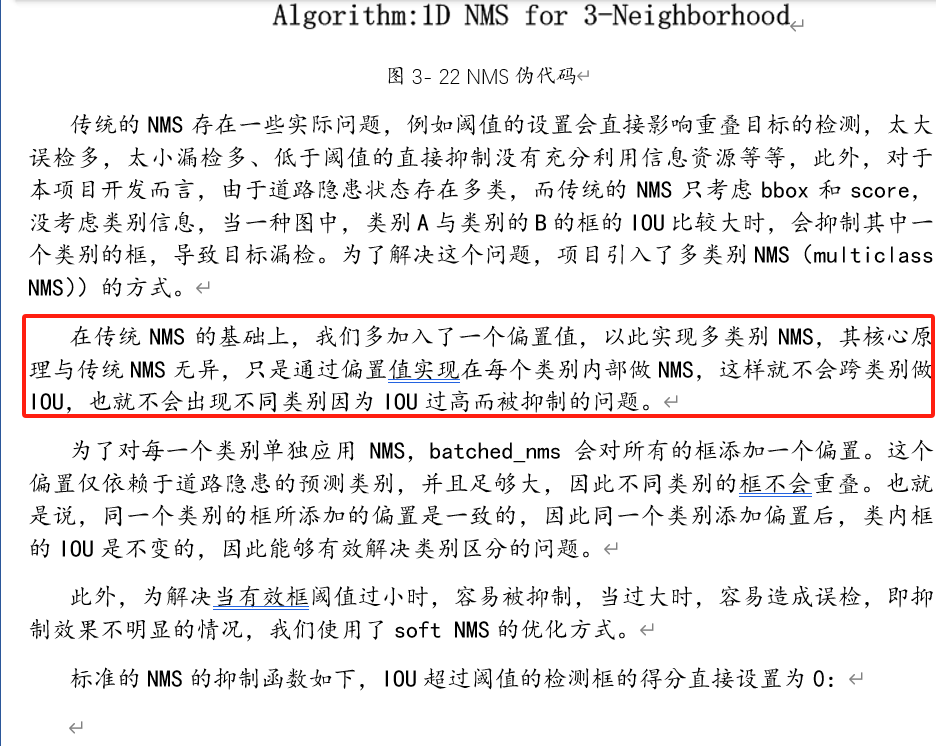 Algorithm:1D NMS for 3-Neighborhood
图 3- 22 NMS 伪代码
传统的 NMS 存在一些实际问题，例如阈值的设置会直接影响重叠目标的检测，太大
误检多，太小漏检多、低于阈值的直接抑制没有充分利用信息资源等等，此外，对于
本项目开发而言，由于道路隐患状态存在多类，而传统的 NMS 只考虑 bbox 和 score，
没考虑类别信息，当一种图中，类别 A 与类别的 B 的框的 IOU 比较大时，会抑制其中一
个类别的框，导致目标漏检。为了解决这个问题，项目引入了多类别 NMS（multiclass
NMS)）的方式。
在传统 NMS 的基础上，我们多加入了一个偏置值，以此实现多类别 NMS，其核心原
理与传统 NMS 无异，只是通过偏置值实现在每个类别内部做 NMS，这样就不会跨类别做
IOU，也就不会出现不同类别因为 IOU 过高而被抑制的问题。
为了对每一个类别单独应用 NMS，batched_nms 会对所有的框添加一个偏置。这个
偏置仅依赖于道路隐患的预测类别，并且足够大，因此不同类别的框不会重叠。也就
是说，同一个类别的框所添加的偏置是一致的，因此同一个类别添加偏置后，类内框
的 IOU 是不变的，因此能够有效解决类别区分的问题。
此外，为解决当有效框阈值过小时，容易被抑制，当过大时，容易造成误检，即抑
制效果不明显的情况，我们使用了 soft NMS 的优化方式。
标准的 NMS 的抑制函数如下，IOU 超过阈值的检测框的得分直接设置为 0：